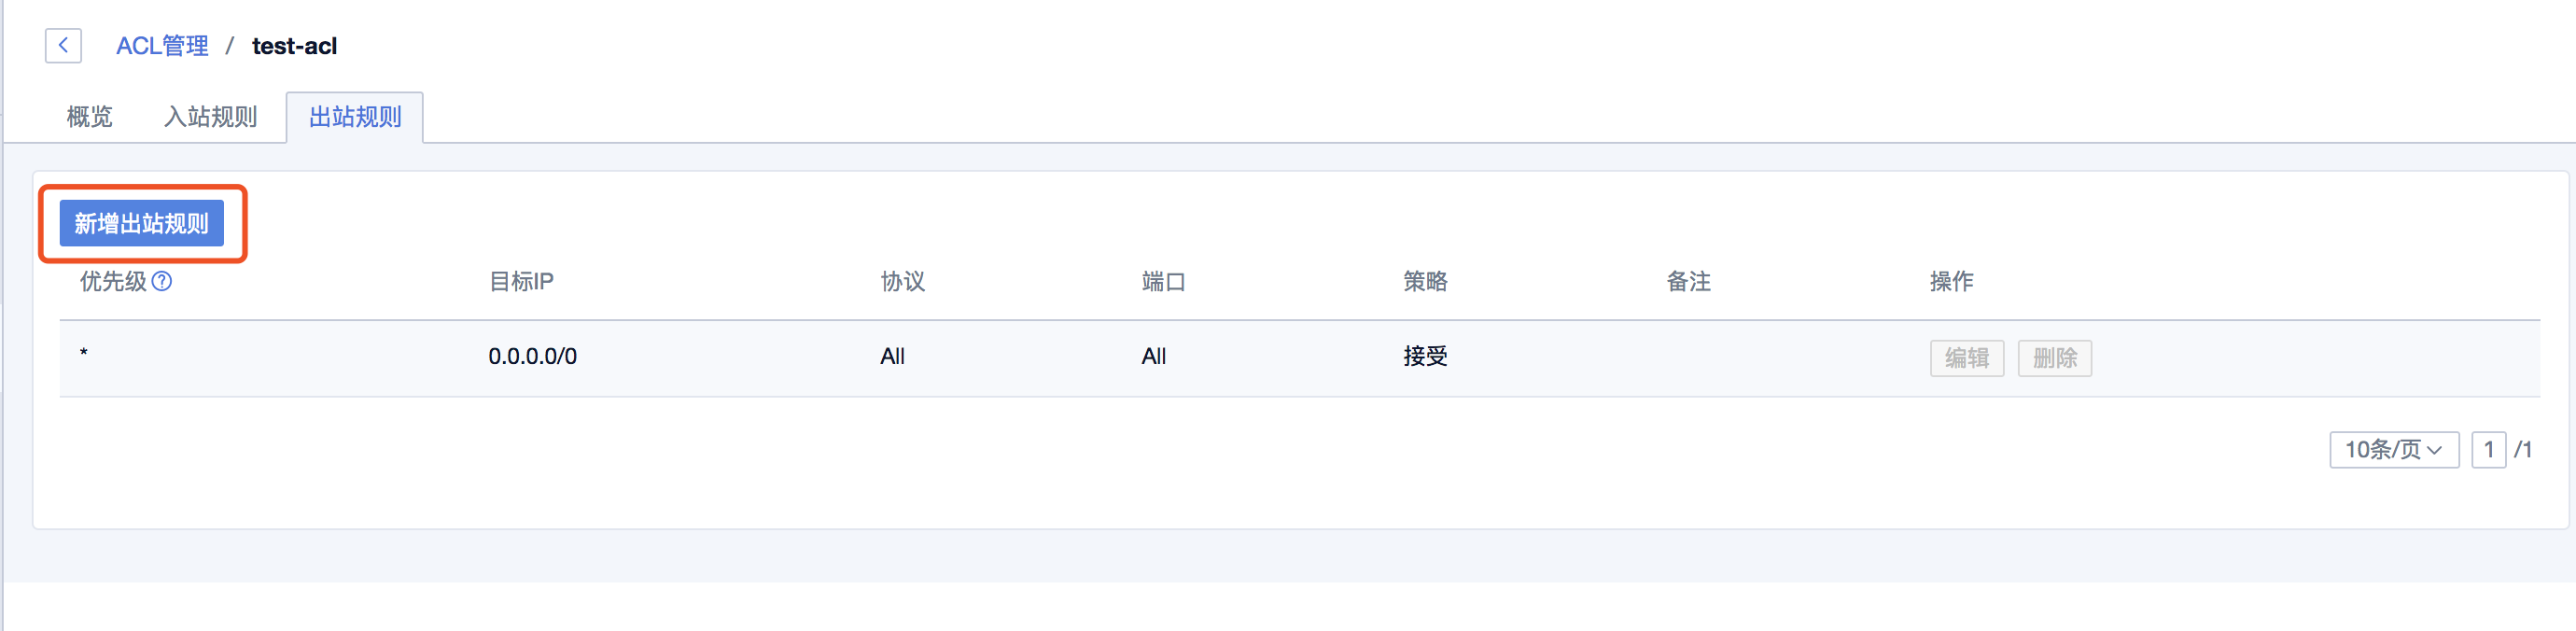 ACL管理 / test-acl
概览 入站规则 出站规则
新增出站规则
优先级 ? 目标IP 协议 端口 策略 备注 操作
* 0.0.0.0/0 All All 接受 编辑 删除
10条/页 1 /1